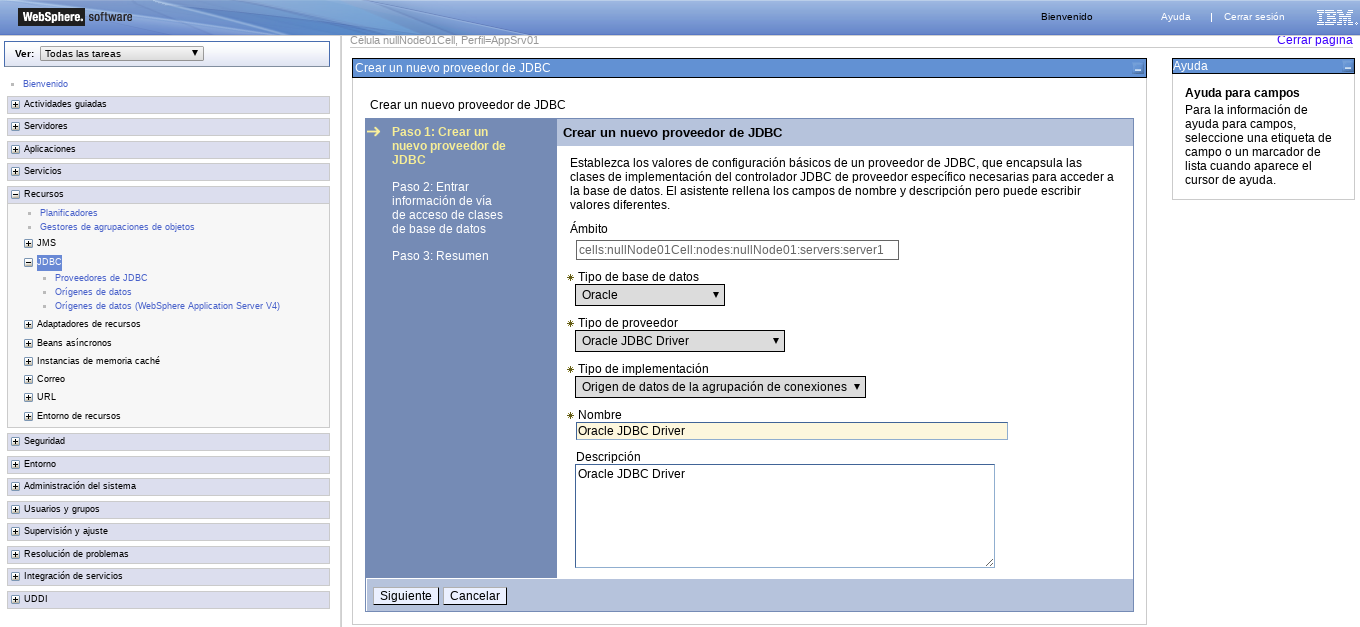 WebSphere. software
Bienvenido
Ayuda | Cerrar sesión
IBM.
Ver: Todas las tareas
Bienvenido
Actividades guiadas
Servidores
Aplicaciones
Servicios
Recursos
Planificadores
Gestores de agrupaciones de objetos
JMS
JDBC
Proveedores de JDBC
Orígenes de datos
Orígenes de datos (WebSphere Application Server V4)
Adaptadores de recursos
Beans asíncronos
Instancias de memoria caché
Correo
URL
Entorno de recursos
Seguridad
Entorno
Administración del sistema
Usuarios y grupos
Supervisión y ajuste
Resolución de problemas
Integración de servicios
UDDI
Célula nullNode01Cell, Perfil=AppSrv01
Cerrar página
Crear un nuevo proveedor de JDBC
Crear un nuevo proveedor de JDBC
Paso 1: Crear un
nuevo proveedor de
JDBC
Paso 2: Entrar
información de vía
de acceso de clases
de base de datos
Paso 3: Resumen
Crear un nuevo proveedor de JDBC
Establezca los valores de configuración básicos de un proveedor de JDBC, que encapsula las
clases de implementación del controlador JDBC de proveedor específico necesarias para acceder a
la base de datos. El asistente rellena los campos de nombre y descripción pero puede escribir
valores diferentes.
Ámbito
cells:nullNode01Cell:nodes:nullNode01:servers:server1
Tipo de base de datos
Oracle
Tipo de proveedor
Oracle JDBC Driver
Tipo de implementación
Origen de datos de la agrupación de conexiones
Nombre
Oracle JDBC Driver
Descripción
Oracle JDBC Driver
Siguiente
Cancelar
Ayuda
Ayuda para campos
Para la información de
ayuda para campos,
seleccione una etiqueta de
campo o un marcador de
lista cuando aparece el
cursor de ayuda.